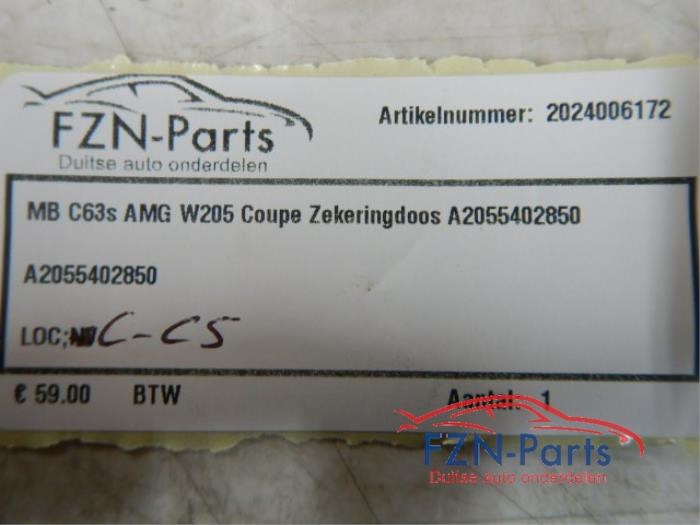 FZN-Parts
Duitse auto onderdelen
Artikelnummer: 2024006172
MB C63s AMG W205 Coupe Zekeringdoos A2055402850
A2055402850
LOC; C-C5
€ 59.00 BTW Aantal: 1
FZN-Parts
Duitse auto onderdelen